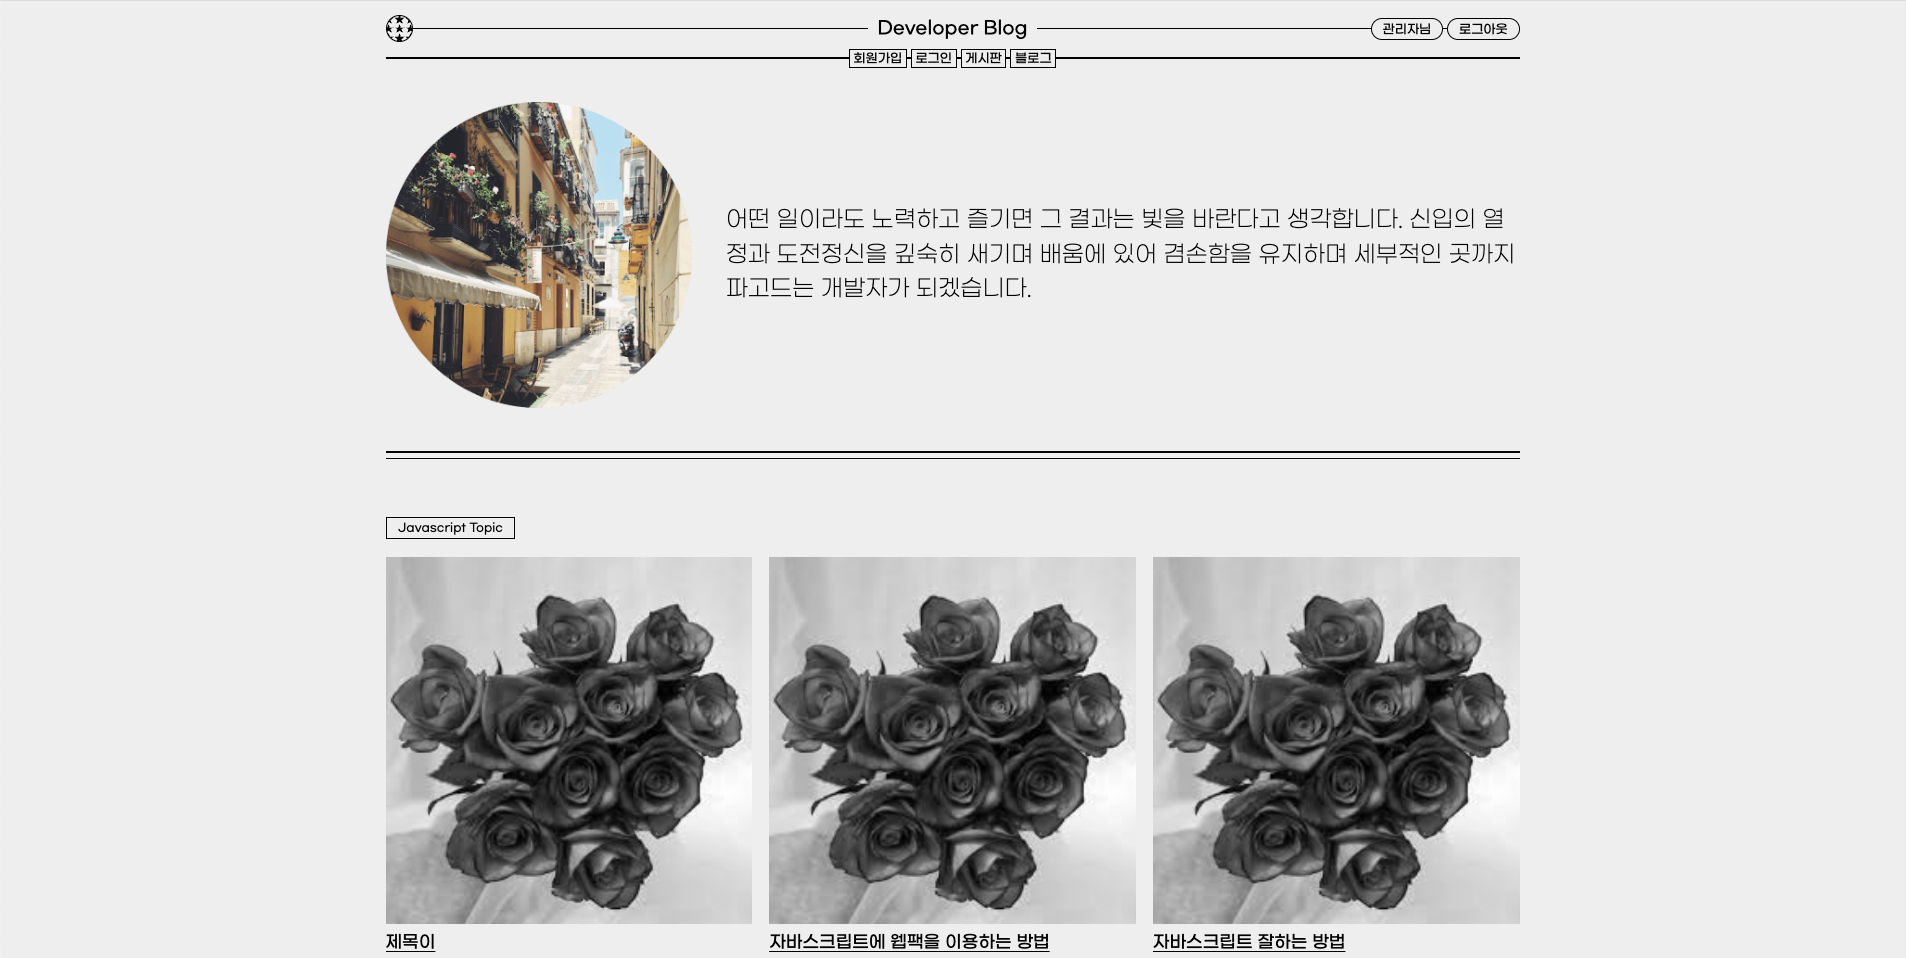 Developer Blog
관리자님 로그아웃
회원가입 로그인 게시판 블로그
어떤 일이라도 노력하고 즐기면 그 결과는 빛을 바란다고 생각합니다. 신입의 열
정과 도전정신을 깊숙히 새기며 배움에 있어 겸손함을 유지하며 세부적인 곳까지
파고드는 개발자가 되겠습니다.
Javascript Topic
제목이
자바스크립트에 웹팩을 이용하는 방법
자바스크립트 잘하는 방법